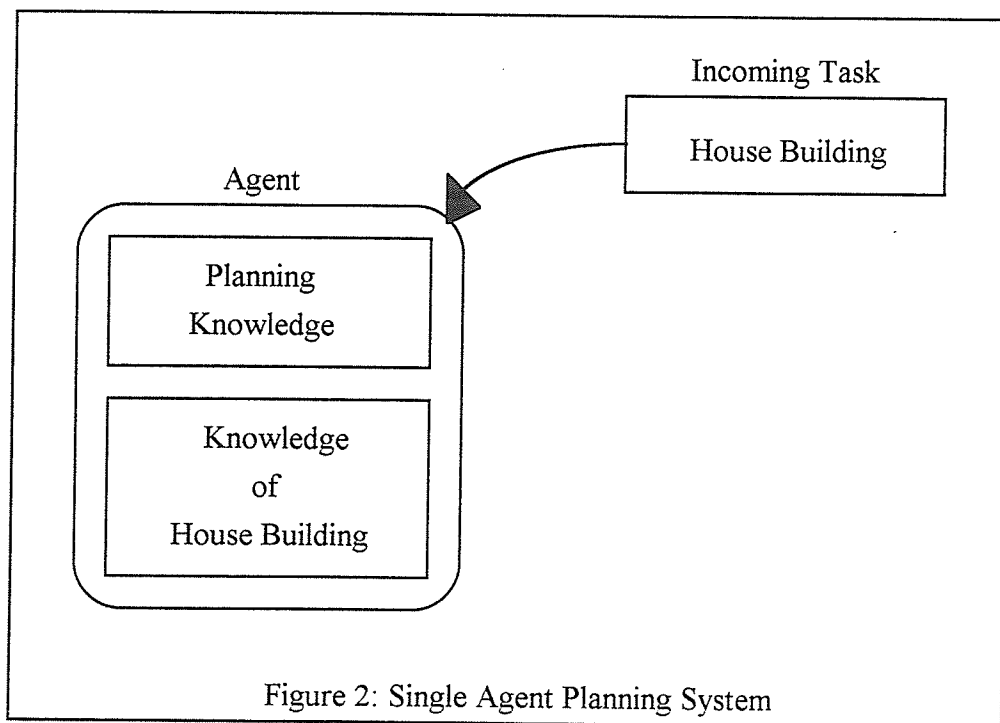 Incoming Task
House Building
Agent
Planning
Knowledge
Knowledge
of
House Building
Figure 2: Single Agent Planning System